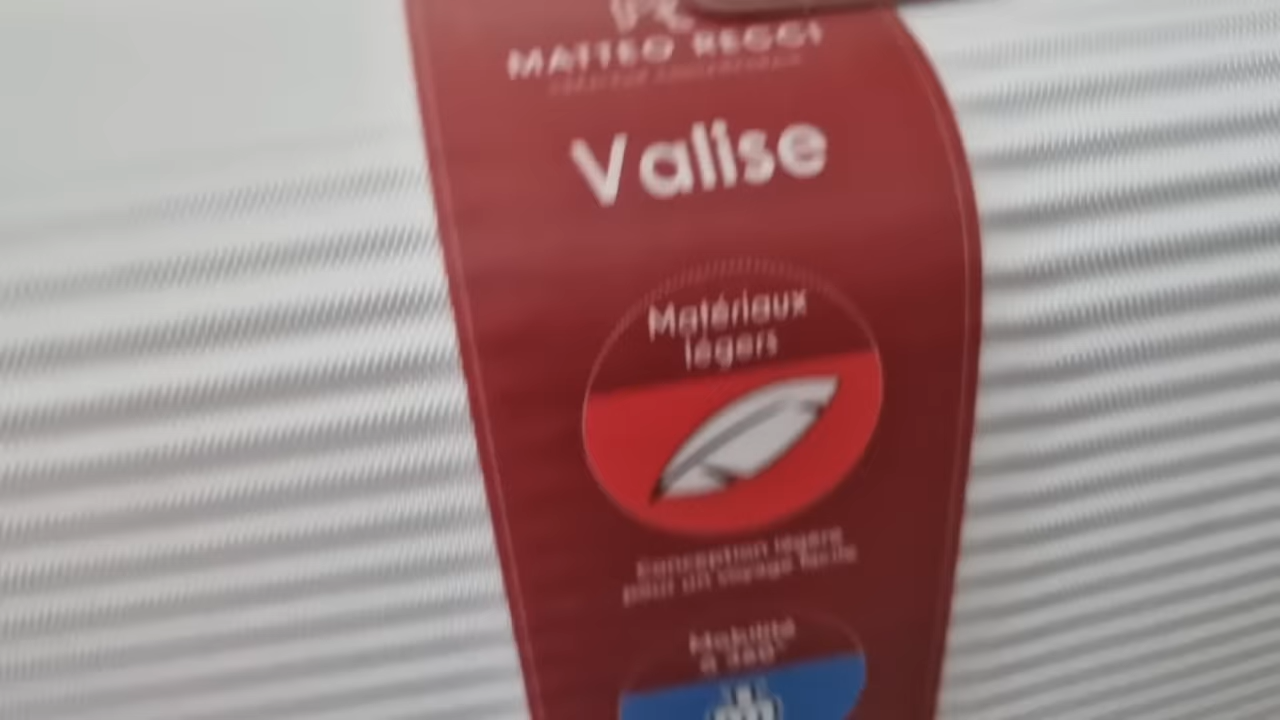 MATTEO REGGI
Valise
Matériaux
légers
Conception légère
pour un voyage facile
Mobilité
à 360°